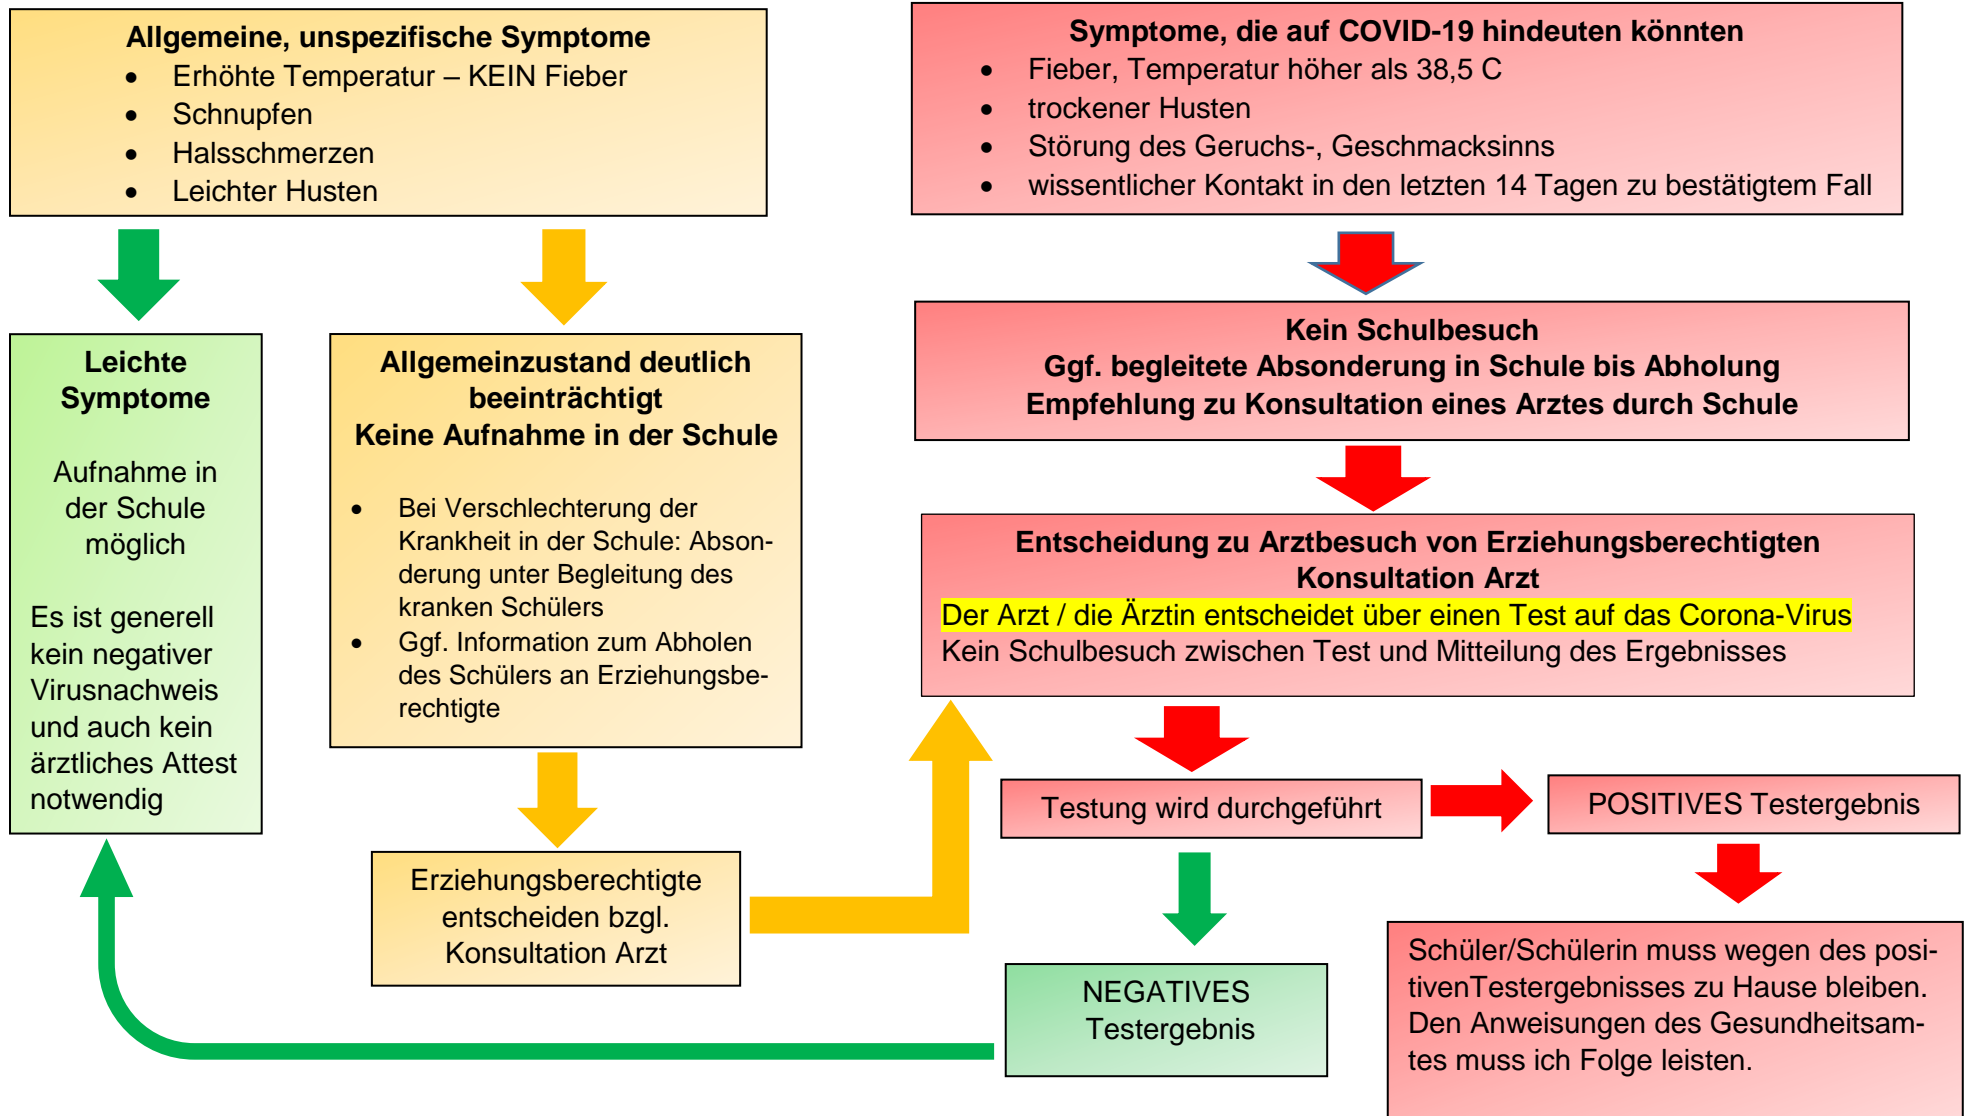 Allgemeine, unspezifische Symptome
• Erhöhte Temperatur – KEIN Fieber
• Schnupfen
• Halsschmerzen
• Leichter Husten
Symptome, die auf COVID-19 hindeuten könnten
• Fieber, Temperatur höher als 38,5 C
• trockener Husten
• Störung des Geruchs-, Geschmacksinns
• wissentlicher Kontakt in den letzten 14 Tagen zu bestätigtem Fall
Leichte
Symptome
Aufnahme in
der Schule
möglich
Es ist generell
kein negativer
Virusnachweis
und auch kein
ärztliches Attest
notwendig
Allgemeinzustand deutlich
beeinträchtigt
Keine Aufnahme in der Schule
• Bei Verschlechterung der
Krankheit in der Schule: Abson-
derung unter Begleitung des
kranken Schülers
• Ggf. Information zum Abholen
des Schülers an Erziehungsbe-
rechtigte
Erziehungsberechtigte
entscheiden bzgl.
Konsultation Arzt
Kein Schulbesuch
Ggf. begleitete Absonderung in Schule bis Abholung
Empfehlung zu Konsultation eines Arztes durch Schule
Entscheidung zu Arztbesuch von Erziehungsberechtigten
Konsultation Arzt
Der Arzt / die Ärztin entscheidet über einen Test auf das Corona-Virus
Kein Schulbesuch zwischen Test und Mitteilung des Ergebnisses
Testung wird durchgeführt
POSITIVES Testergebnis
NEGATIVES
Testergebnis
Schüler/Schülerin muss wegen des posi-
tivenTestergebnisses zu Hause bleiben.
Den Anweisungen des Gesundheitsam-
tes muss ich Folge leisten.